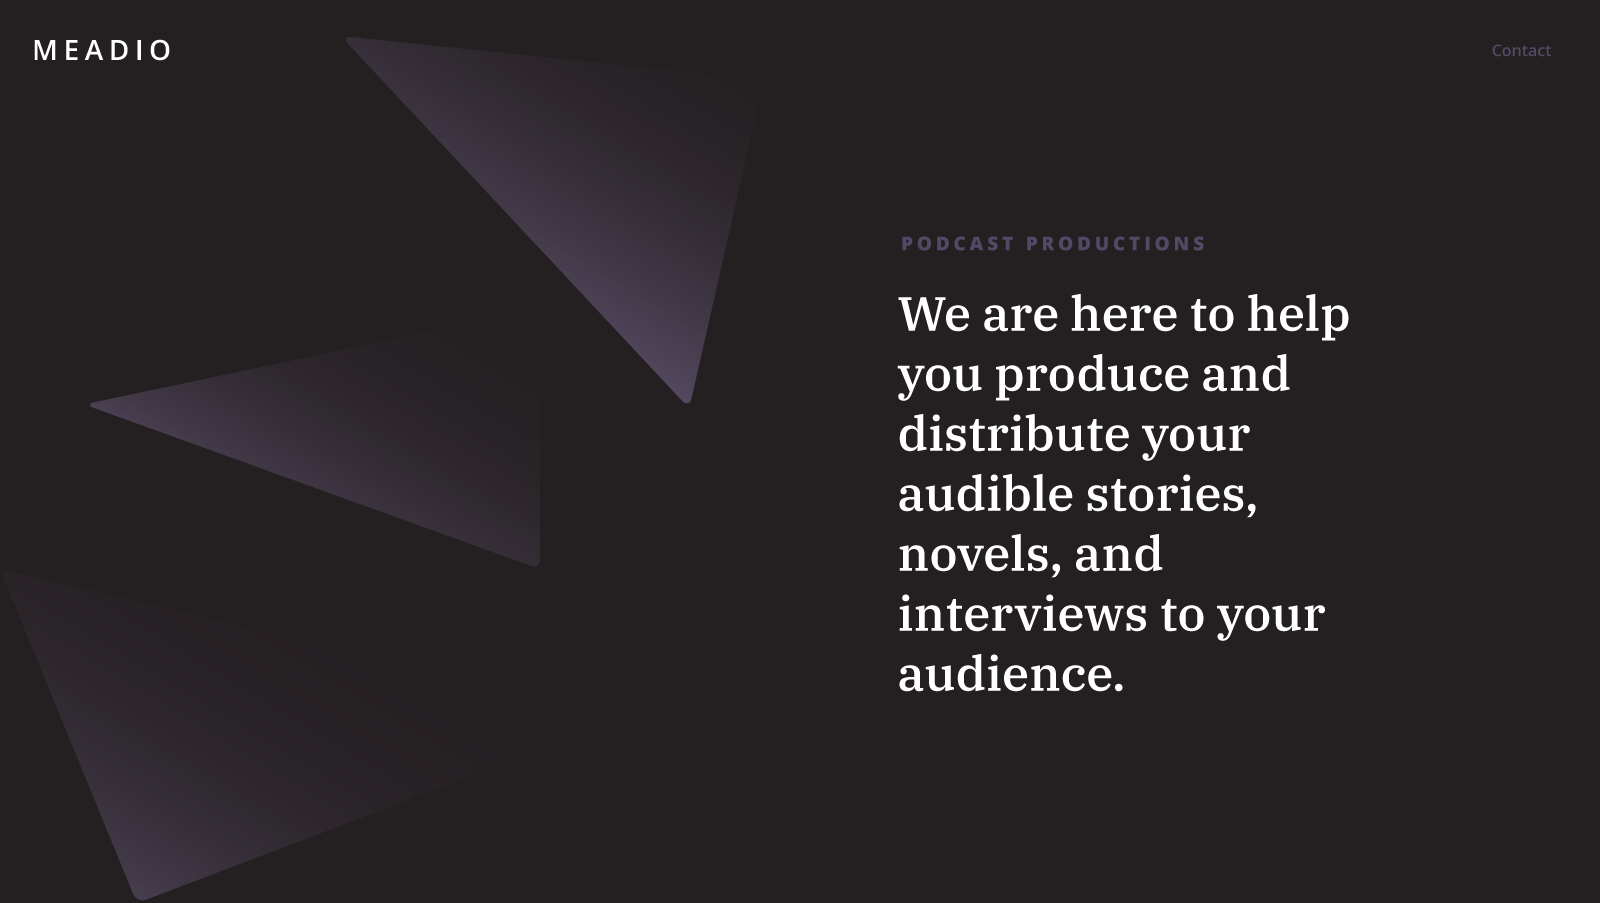 MEADIO
Contact
PODCAST PRODUCTIONS
We are here to help
you produce and
distribute your
audible stories,
novels, and
interviews to your
audience.